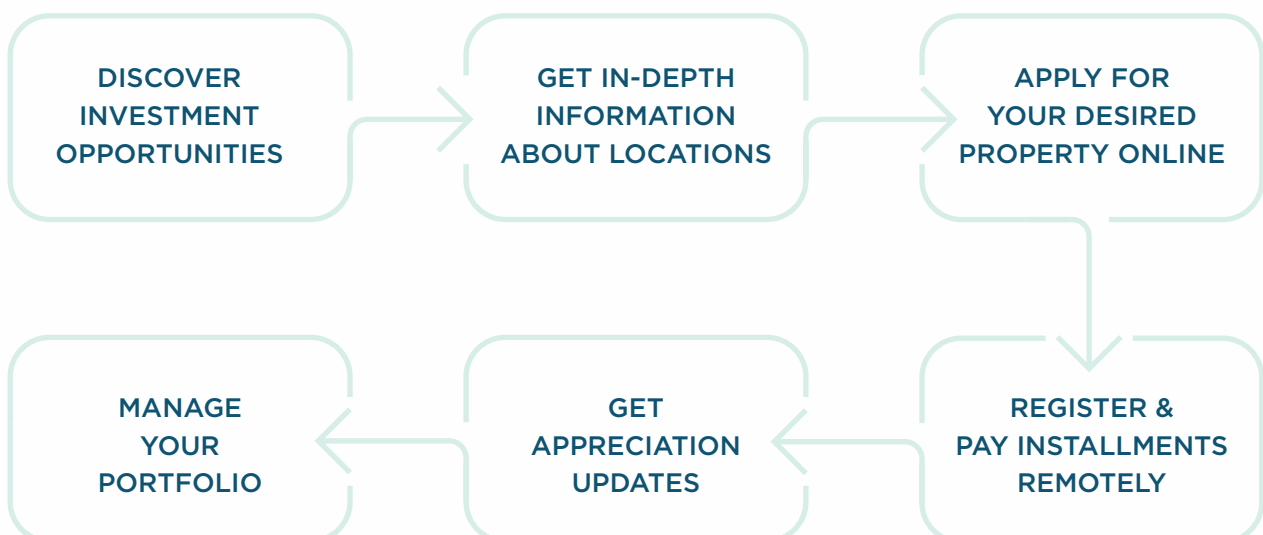 DISCOVER
INVESTMENT
OPPORTUNITIES
GET IN-DEPTH
INFORMATION
ABOUT LOCATIONS
APPLY FOR
YOUR DESIRED
PROPERTY ONLINE
REGISTER &
PAY INSTALLMENTS
REMOTELY
GET
APPRECIATION
UPDATES
MANAGE
YOUR
PORTFOLIO